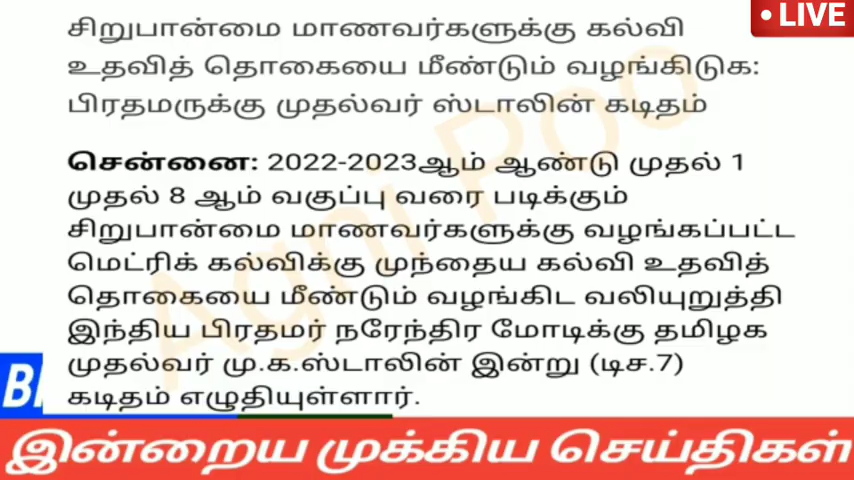 LIVE
சிறுபான்மை மாணவர்களுக்கு கல்வி
உதவித் தொகையை மீண்டும் வழங்கிடுக:
பிரதமருக்கு முதல்வர் ஸ்டாலின் கடிதம்
சென்னை: 2022-2023ஆம் ஆண்டு முதல் 1
முதல் 8 ஆம் வகுப்பு வரை படிக்கும்
சிறுபான்மை மாணவர்களுக்கு வழங்கப்பட்ட
மெட்ரிக் கல்விக்கு முந்தைய கல்வி உதவித்
தொகையை மீண்டும் வழங்கிட வலியுறுத்தி
இந்திய பிரதமர் நரேந்திர மோடிக்கு தமிழக
முதல்வர் மு.க.ஸ்டாலின் இன்று (டிச.7)
கடிதம் எழுதியுள்ளார்.
Agni Poo
இன்றைய முக்கிய செய்திகள்